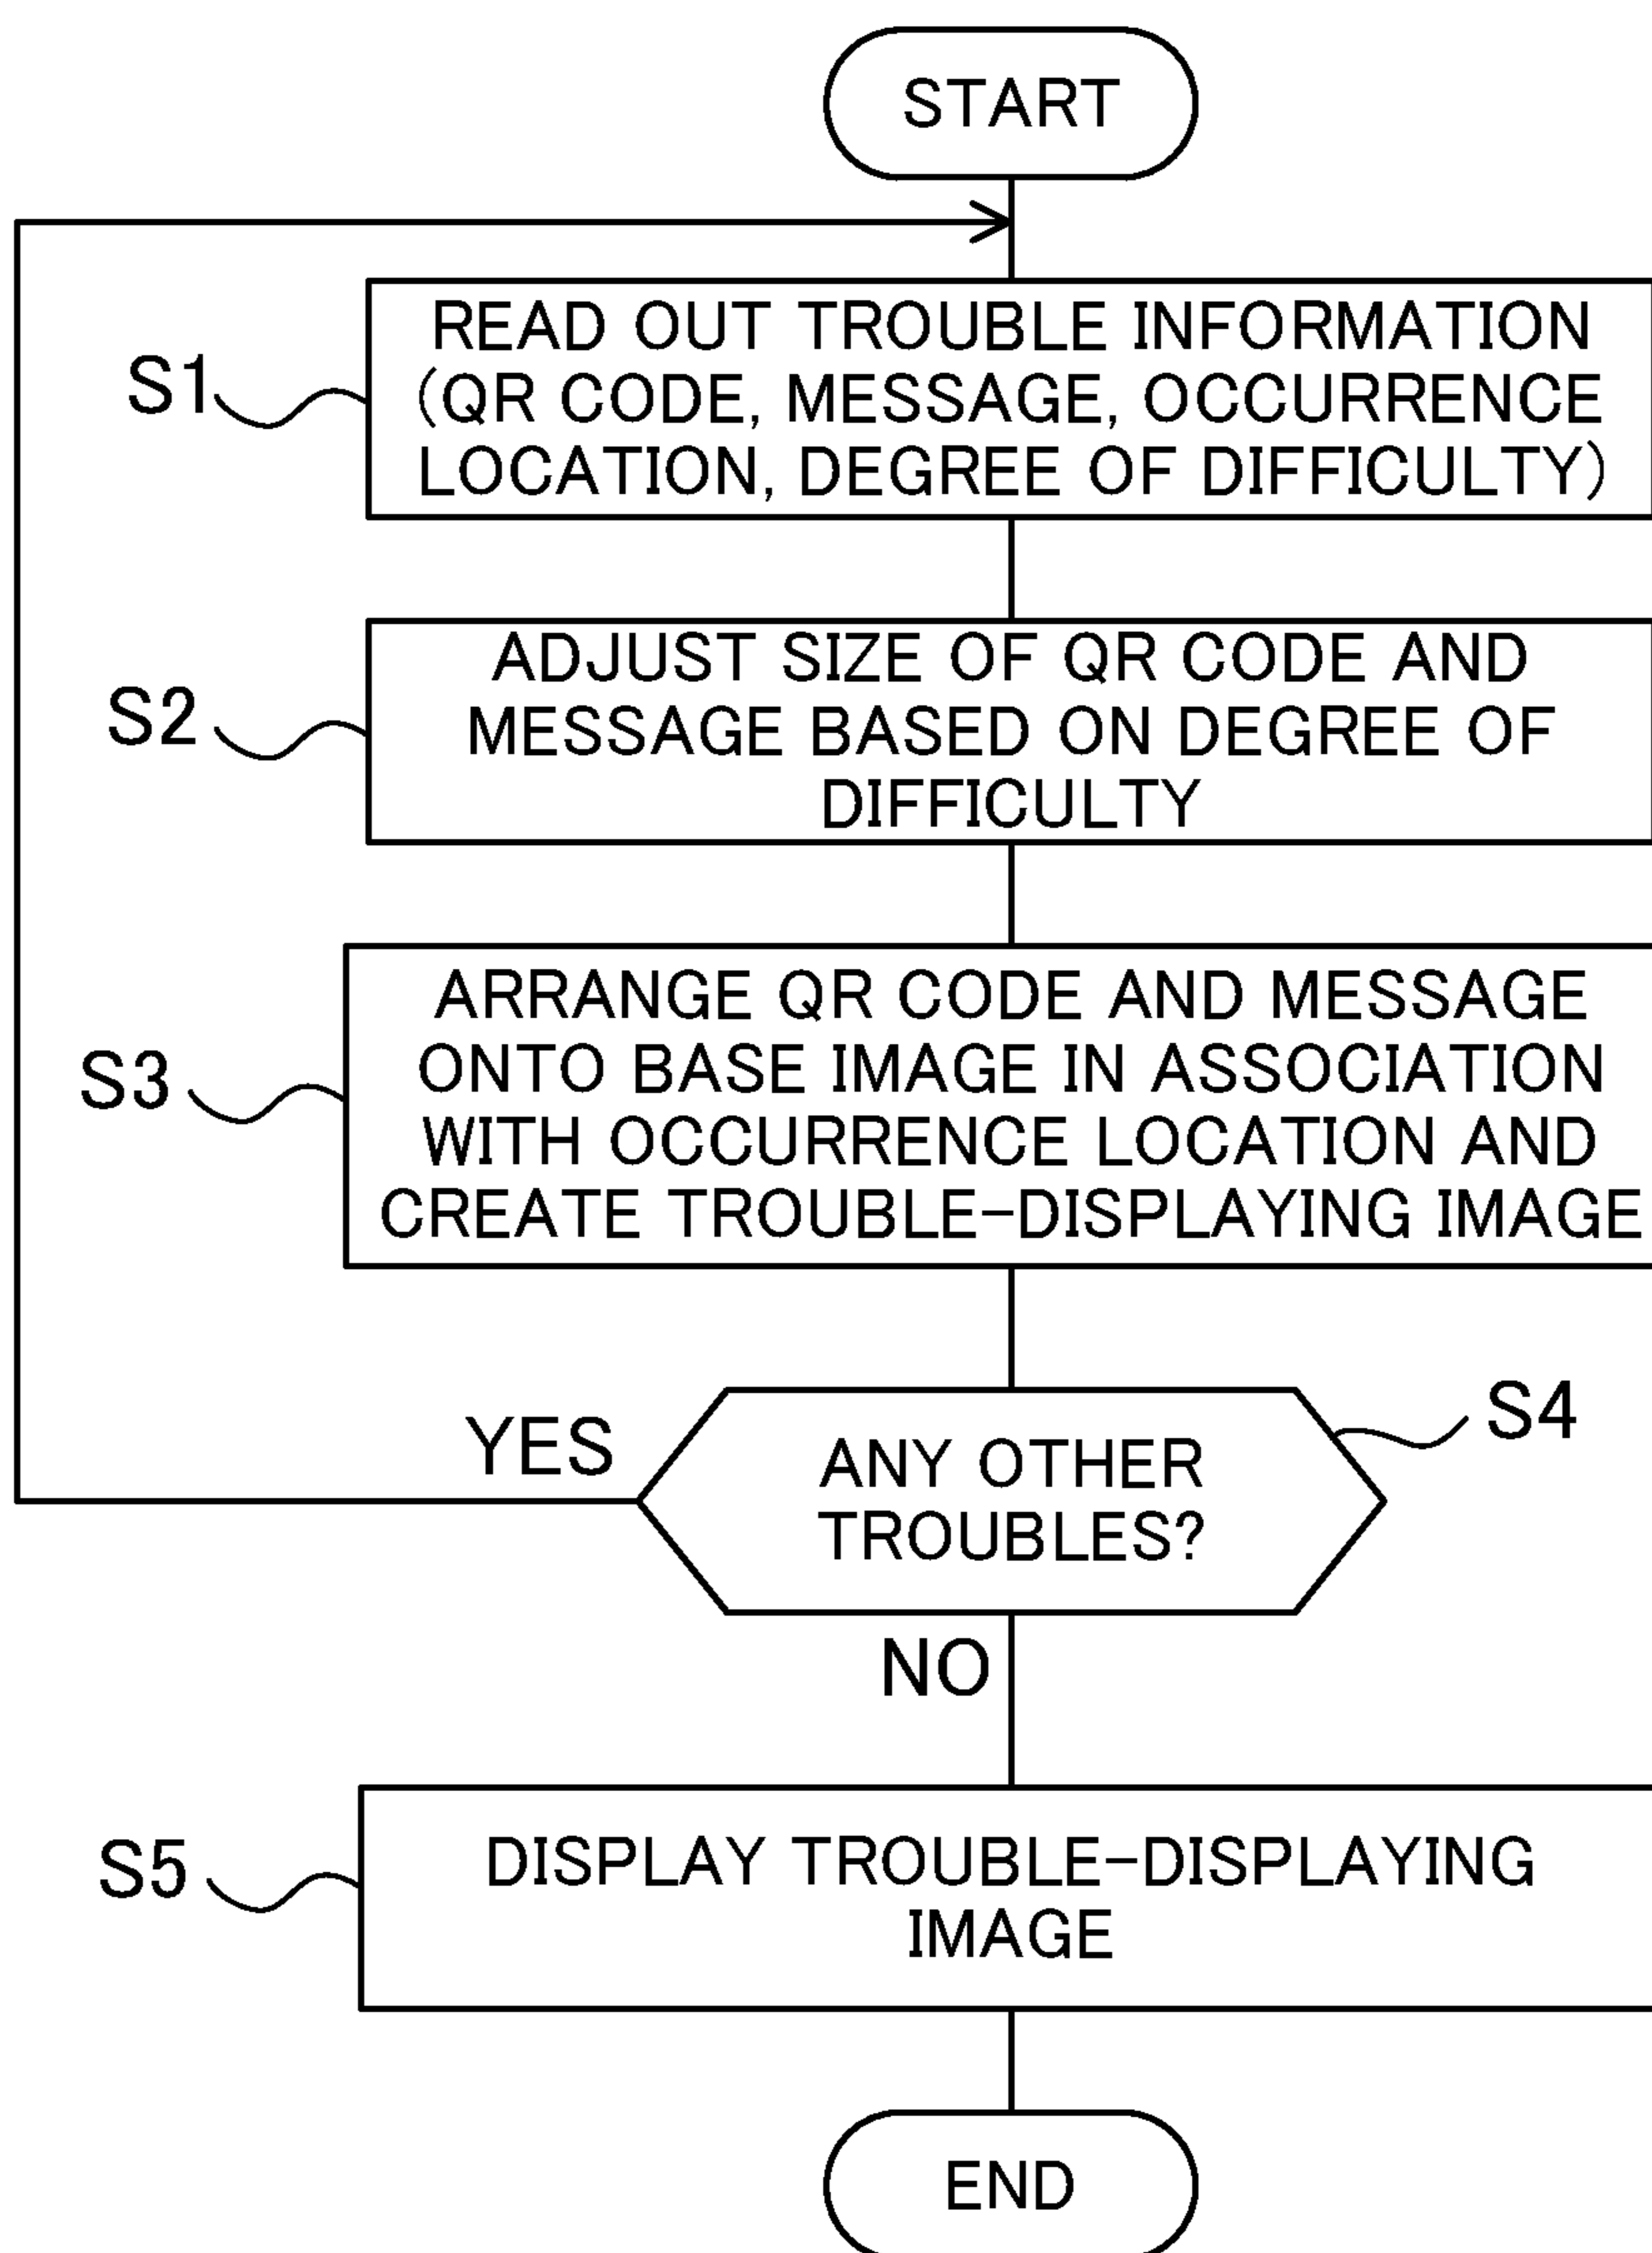 START
S1
READ OUT TROUBLE INFORMATION
(QR CODE, MESSAGE, OCCURRENCE
LOCATION, DEGREE OF DIFFICULTY)
S2
ADJUST SIZE OF QR CODE AND
MESSAGE BASED ON DEGREE OF
DIFFICULTY
S3
ARRANGE QR CODE AND MESSAGE
ONTO BASE IMAGE IN ASSOCIATION
WITH OCCURRENCE LOCATION AND
CREATE TROUBLE-DISPLAYING IMAGE
S4
YES
ANY OTHER
TROUBLES?
NO
S5
DISPLAY TROUBLE-DISPLAYING
IMAGE
END